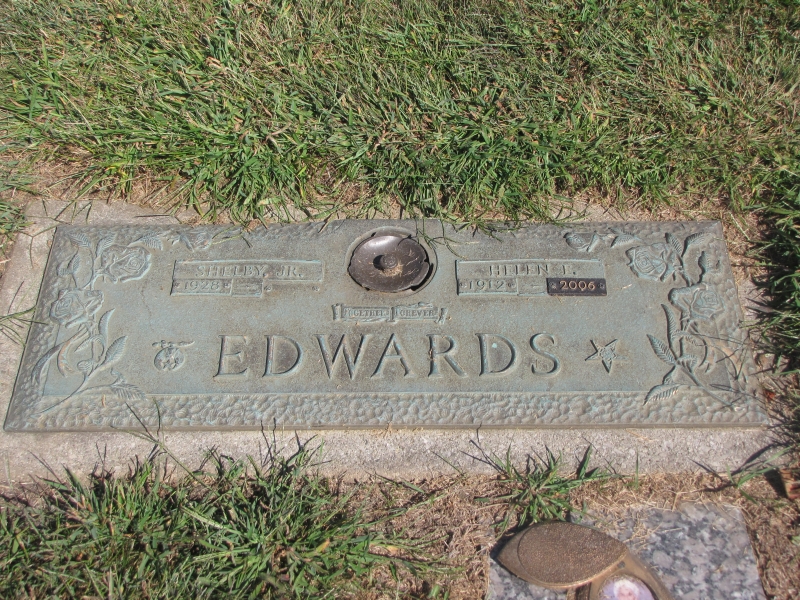 SHELBY, JR.
1928
HELEN E.
1912 – 2006
TOGETHER FOREVER
EDWARDS